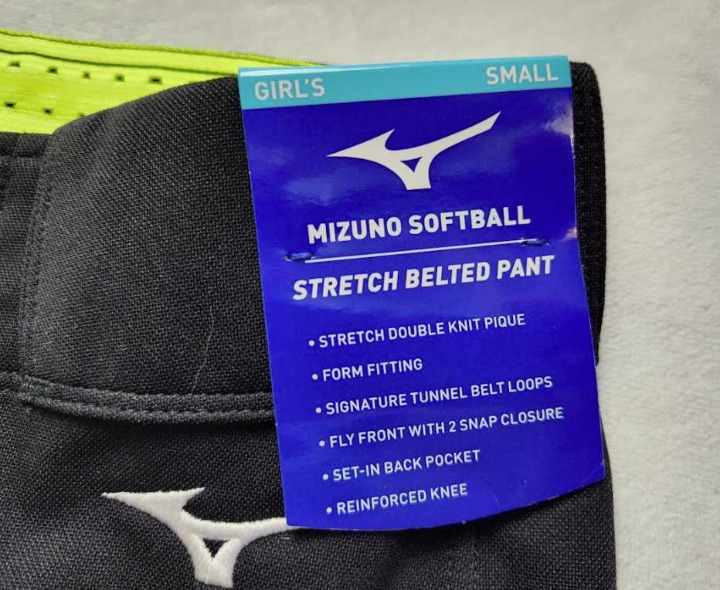 GIRL'S SMALL
MIZUNO SOFTBALL
STRETCH BELTED PANT
• STRETCH DOUBLE KNIT PIQUE
• FORM FITTING
• SIGNATURE TUNNEL BELT LOOPS
• FLY FRONT WITH 2 SNAP CLOSURE
• SET-IN BACK POCKET
• REINFORCED KNEE